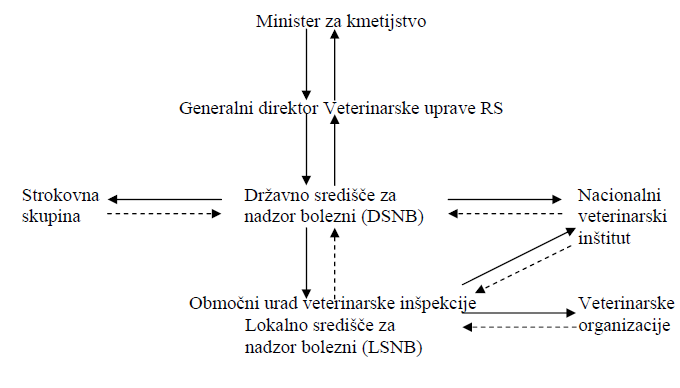 Minister za kmetijstvo
Generalni direktor Veterinarske uprave RS
Strokovna
skupina
Državno središče za
nadzor bolezni (DSNB)
Nacionalni
veterinarski
inštitut
Območni urad veterinarske inšpekcije
Lokalno središče za
nadzor bolezni (LSNB)
Veterinarske
organizacije